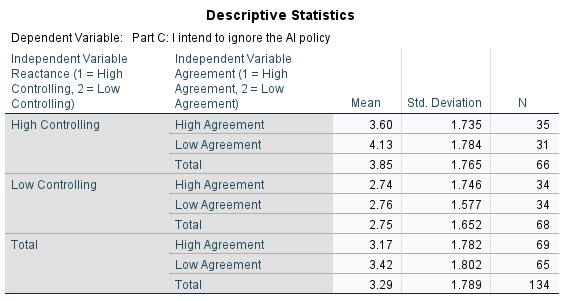 Descriptive Statistics
Dependent Variable: Part C: I intend to ignore the AI policy
Independent Variable Reactance (1 = High Controlling, 2 = Low Controlling) Independent Variable Agreement (1 = High Agreement, 2 = Low Agreement) Mean Std. Deviation N
High Controlling High Agreement 3.60 1.735 35
Low Agreement 4.13 1.784 31
Total 3.85 1.765 66
Low Controlling High Agreement 2.74 1.746 34
Low Agreement 2.76 1.577 34
Total 2.75 1.652 68
Total High Agreement 3.17 1.782 69
Low Agreement 3.42 1.802 65
Total 3.29 1.789 134